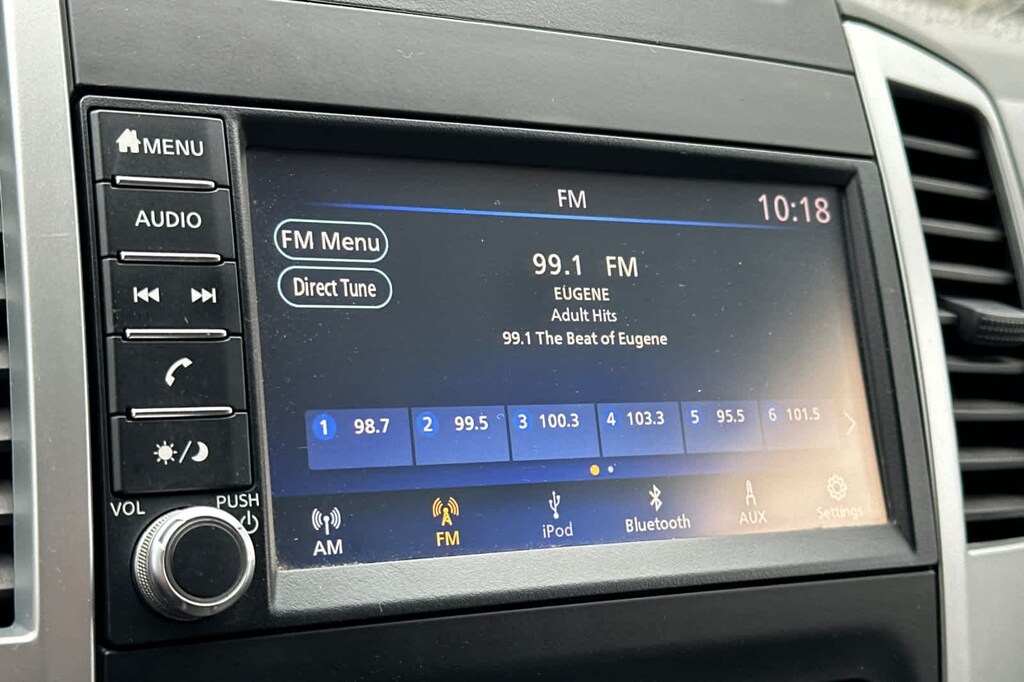 MENU
AUDIO
VOL
PUSH
FM
10:18
FM Menu
Direct Tune
99.1 FM
EUGENE
Adult Hits
99.1 The Beat of Eugene
1 98.7 2 99.5 3 100.3 4 103.3 5 95.5 6 101.5
AM FM iPod Bluetooth AUX Settings